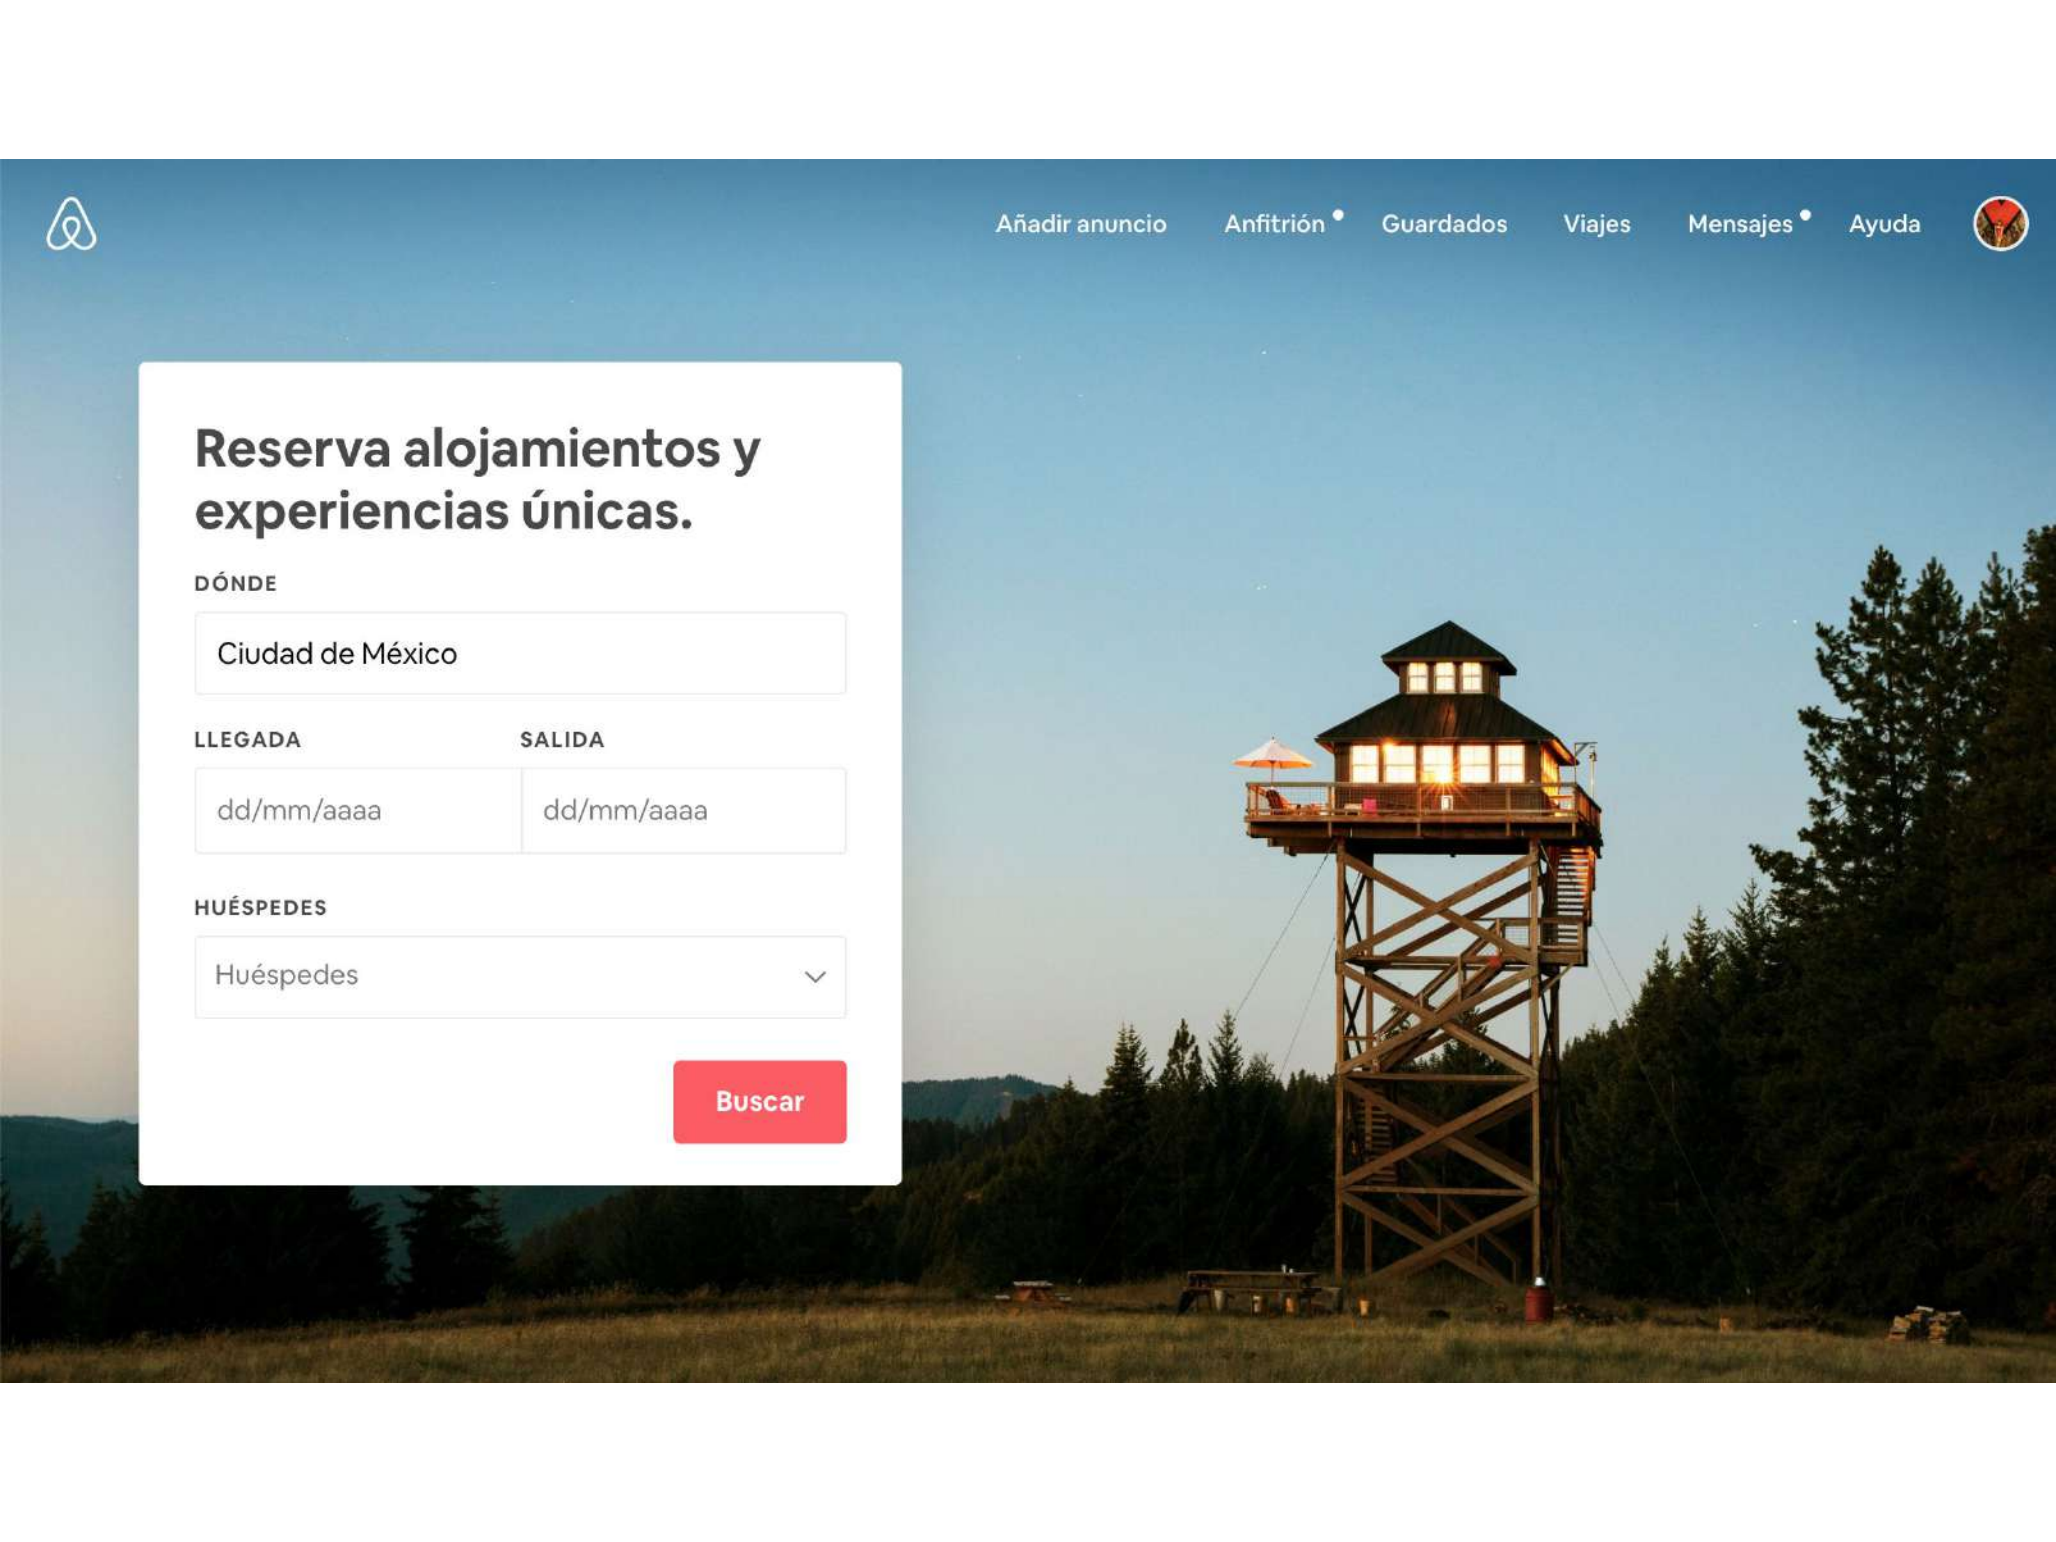 Añadir anuncio
Anfitrión
Guardados
Viajes
Mensajes
Ayuda
Reserva alojamientos y
experiencias únicas.
DÓNDE
Ciudad de México
LLEGADA
SALIDA
dd/mm/aaaa
dd/mm/aaaa
HUÉSPEDES
Huéspedes
Buscar